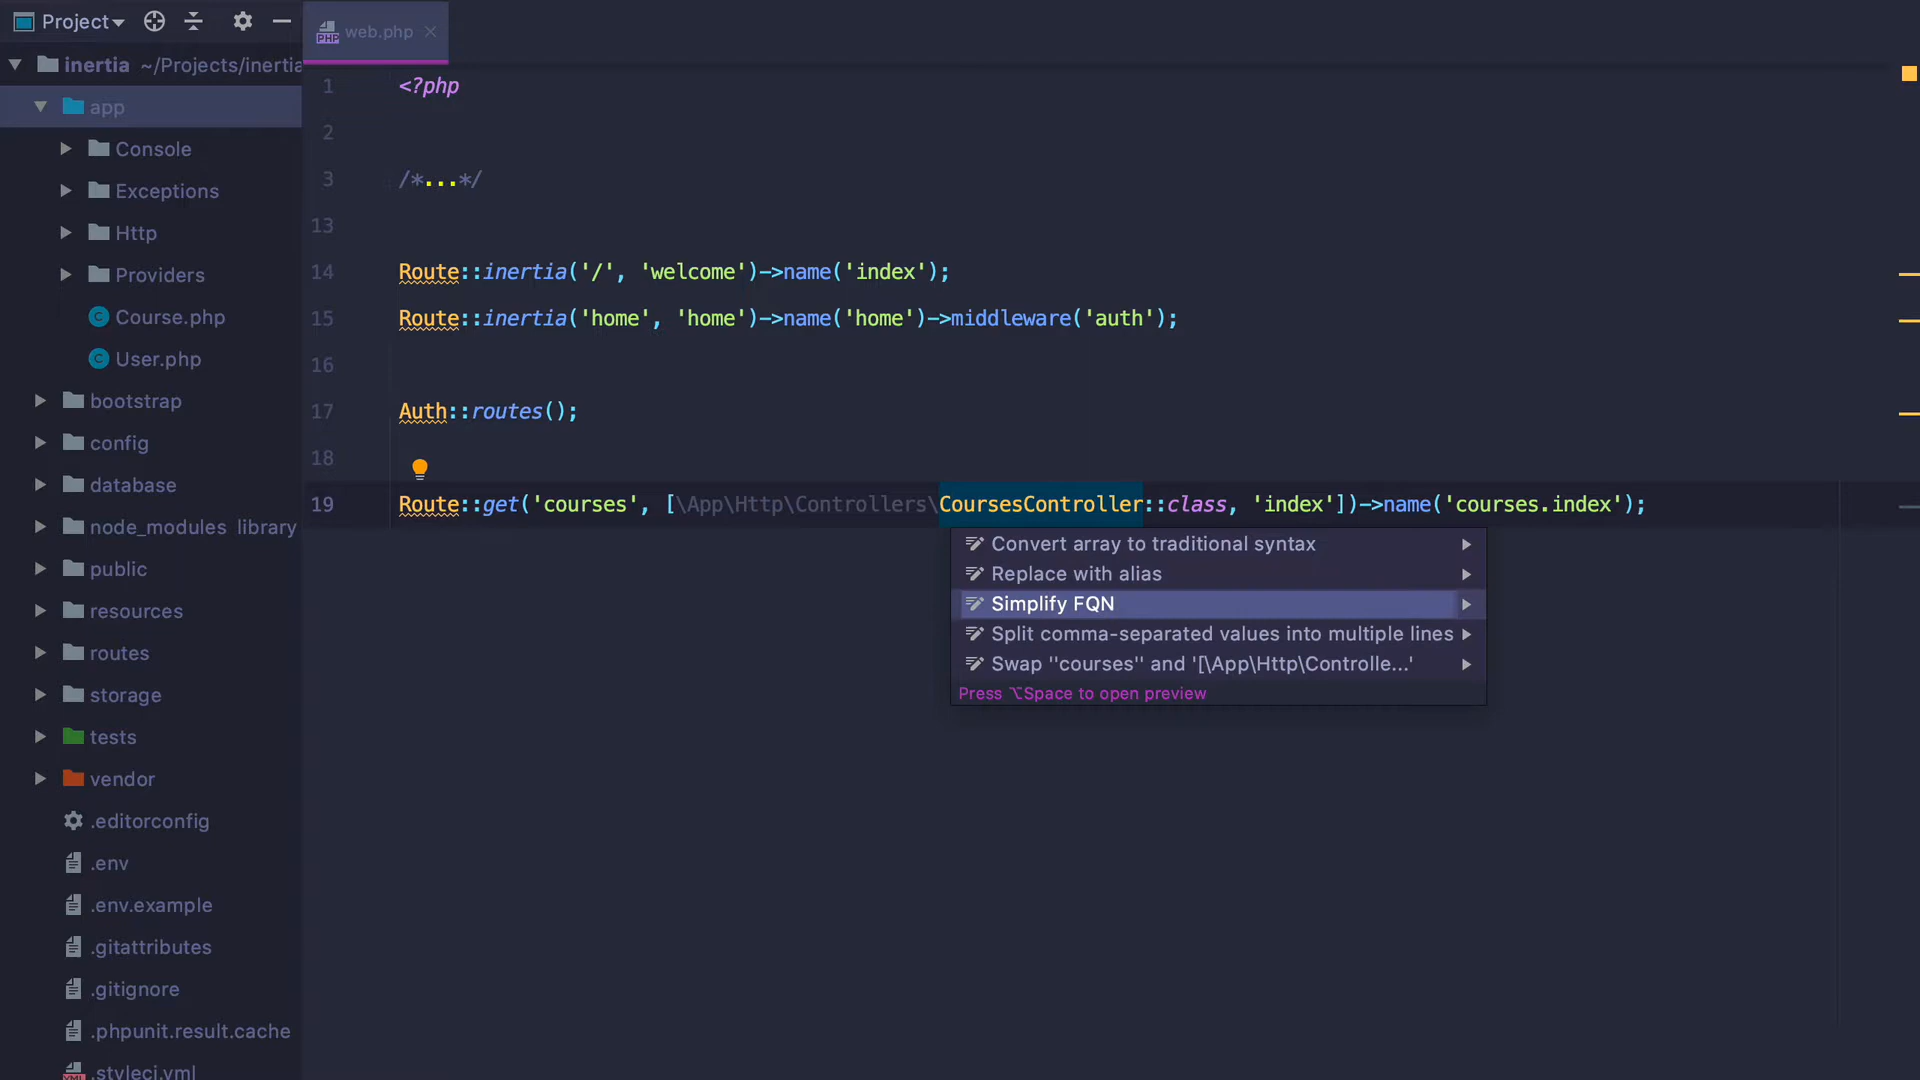 Project
inertia ~/Projects/inertia
app
Console
Exceptions
Http
Providers
Course.php
User.php
bootstrap
config
database
node_modules library
public
resources
routes
storage
tests
vendor
.editorconfig
.env
.env.example
.gitattributes
.gitignore
.phpunit.result.cache
.styleci.yml
web.php
1 <?php
2
3 /*...*/
13
14 Route::inertia('/', 'welcome')->name('index');
15 Route::inertia('home', 'home')->name('home')->middleware('auth');
16
17 Auth::routes();
18
19 Route::get('courses', [\App\Http\Controllers\CoursesController::class, 'index'])->name('courses.index');
Convert array to traditional syntax
Replace with alias
Simplify FQN
Split comma-separated values into multiple lines
Swap ''courses'' and '[\App\Http\Controlle...'
Press ⌥Space to open preview